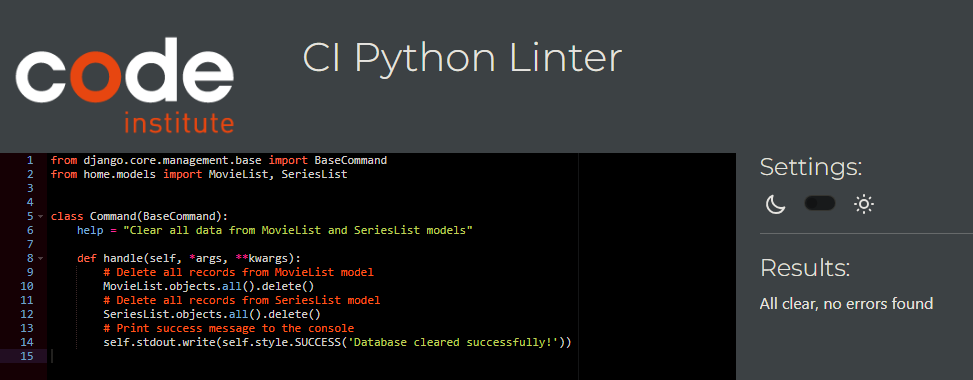 code
institute
CI Python Linter
1 from django.core.management.base import BaseCommand
2 from home.models import MovieList, SeriesList
3
4
5 class Command(BaseCommand):
6     help = "Clear all data from MovieList and SeriesList models"
7
8     def handle(self, *args, **kwargs):
9         # Delete all records from MovieList model
10         MovieList.objects.all().delete()
11         # Delete all records from SeriesList model
12         SeriesList.objects.all().delete()
13         # Print success message to the console
14         self.stdout.write(self.style.SUCCESS('Database cleared successfully!'))
15
Settings:
Results:
All clear, no errors found